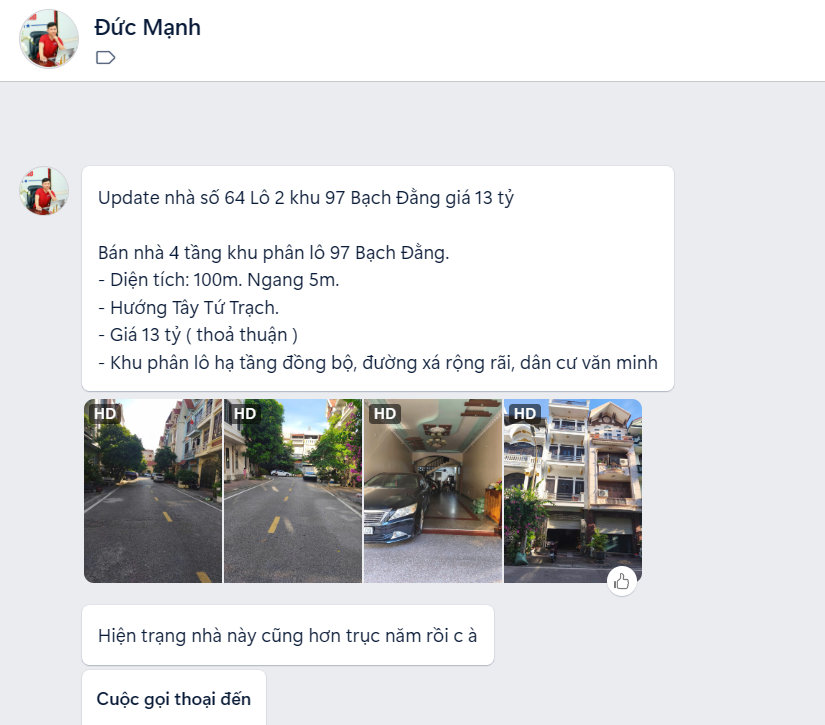 Đức Mạnh
Update nhà số 64 Lô 2 khu 97 Bạch Đằng giá 13 tỷ
Bán nhà 4 tầng khu phân lô 97 Bạch Đằng.
- Diện tích: 100m. Ngang 5m.
- Hướng Tây Tứ Trạch.
- Giá 13 tỷ ( thoả thuận )
- Khu phân lô hạ tầng đồng bộ, đường xá rộng rãi, dân cư văn minh
HD HD HD HD
Hiện trạng nhà này cũng hơn trục năm rồi c à
Cuộc gọi thoại đến